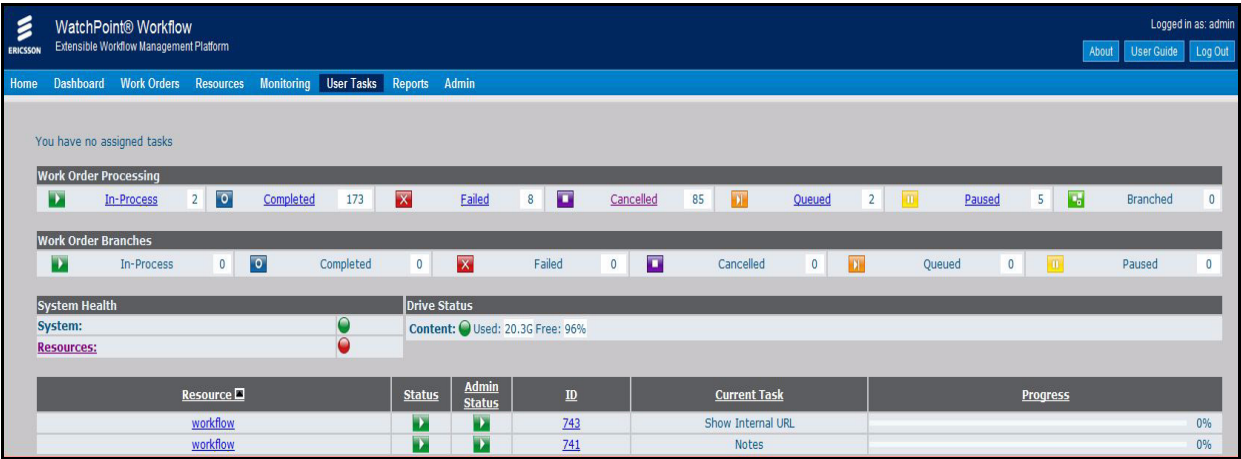 WatchPoint® Workflow
Extensible Workflow Management Platform
ERICSSON
Logged in as: admin
About User Guide Log Out
Home Dashboard Work Orders Resources Monitoring User Tasks Reports Admin
You have no assigned tasks
Work Order Processing
In-Process 2 Completed 173 Failed 8 Cancelled 85 Queued 2 Paused 5 Branched 0
Work Order Branches
In-Process 0 Completed 0 Failed 0 Cancelled 0 Queued 0 Paused 0
System Health Drive Status
System: Content: Used: 20.3G Free: 96%
Resources:
Resource Status Admin Status ID Current Task Progress
workflow 743 Show Internal URL 0%
workflow 741 Notes 0%